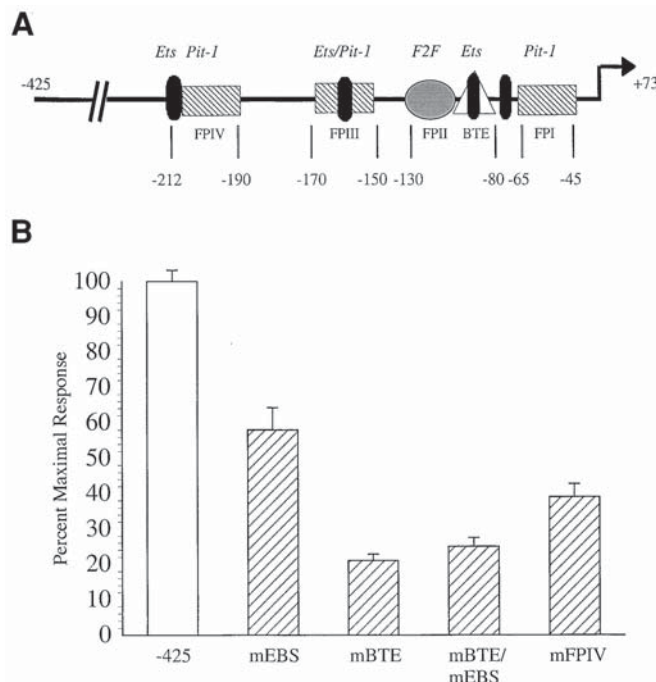 A
Ets Pit-1 Ets/Pit-1 F2F Ets Pit-1
-425 +73
FPIV FPIII FPII BTE FPI
-212 -190 -170 -150 -130 -80 -65 -45
B
Percent Maximal Response
100
90
80
70
60
50
40
30
20
10
0
-425 mEBS mBTE mBTE/ mFPIV
mEBS